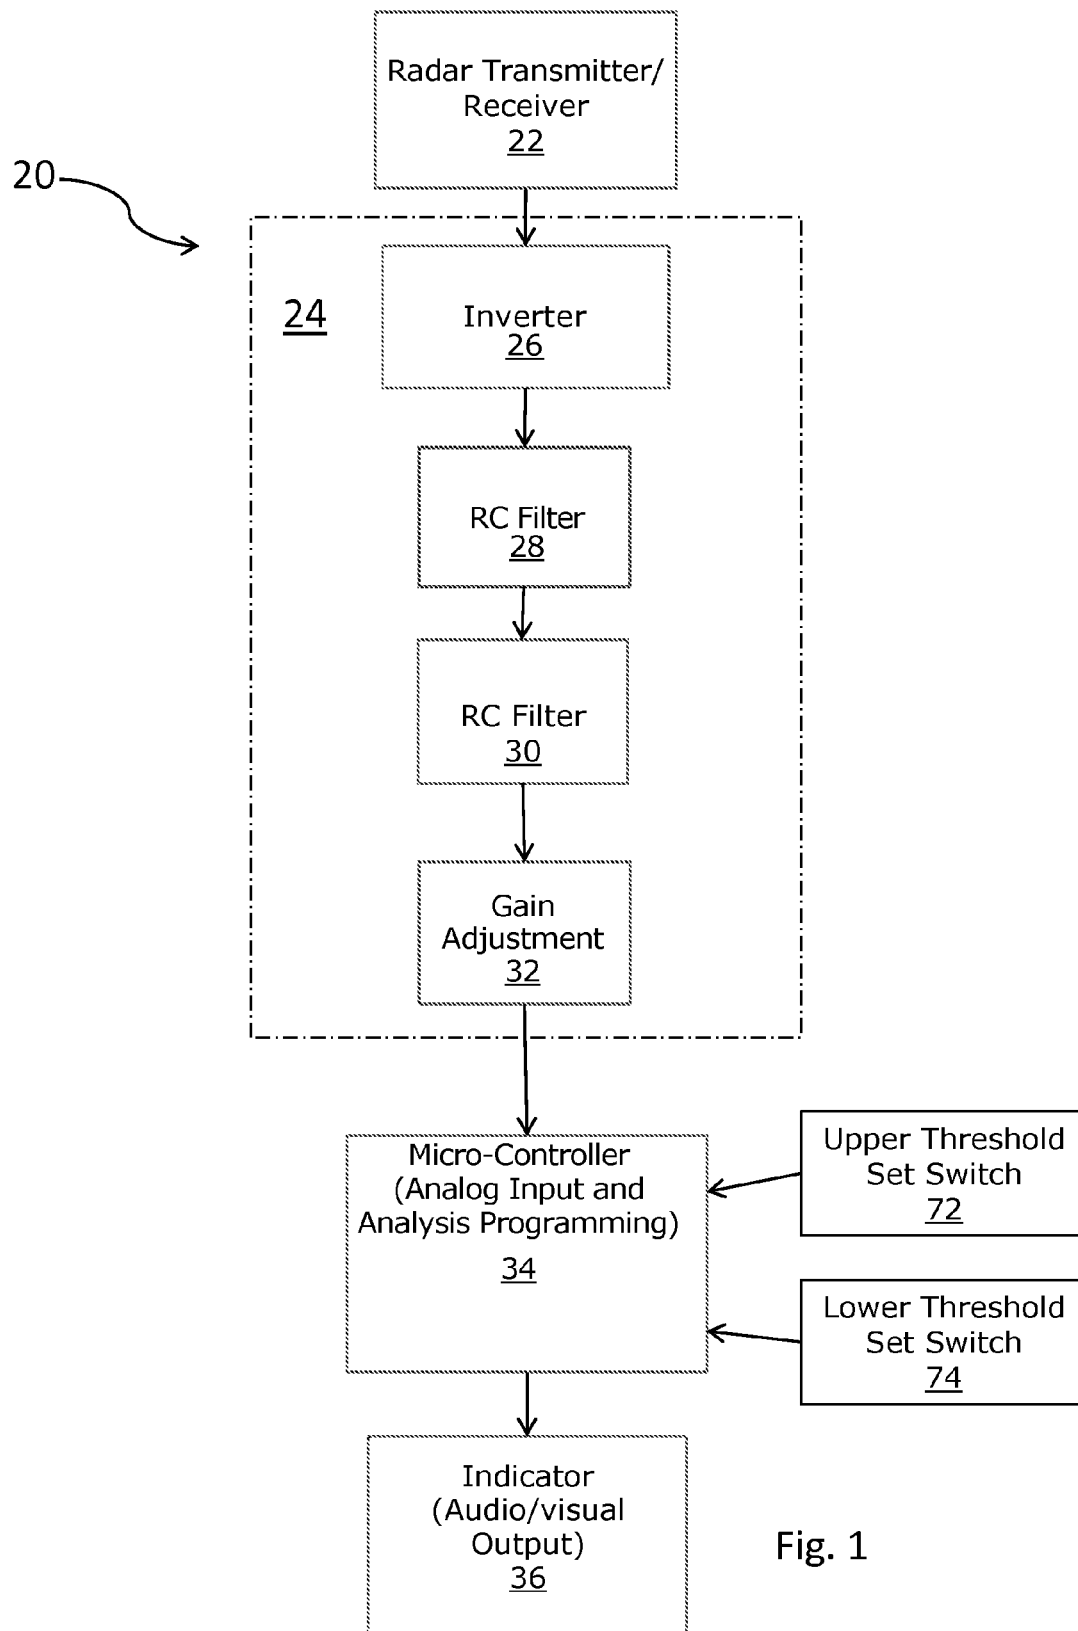 Radar Transmitter/
Receiver
22
20
24
Inverter
26
RC Filter
28
RC Filter
30
Gain
Adjustment
32
Micro-Controller
(Analog Input and
Analysis Programming)
34
Upper Threshold
Set Switch
72
Lower Threshold
Set Switch
74
Indicator
(Audio/visual
Output)
36
Fig. 1